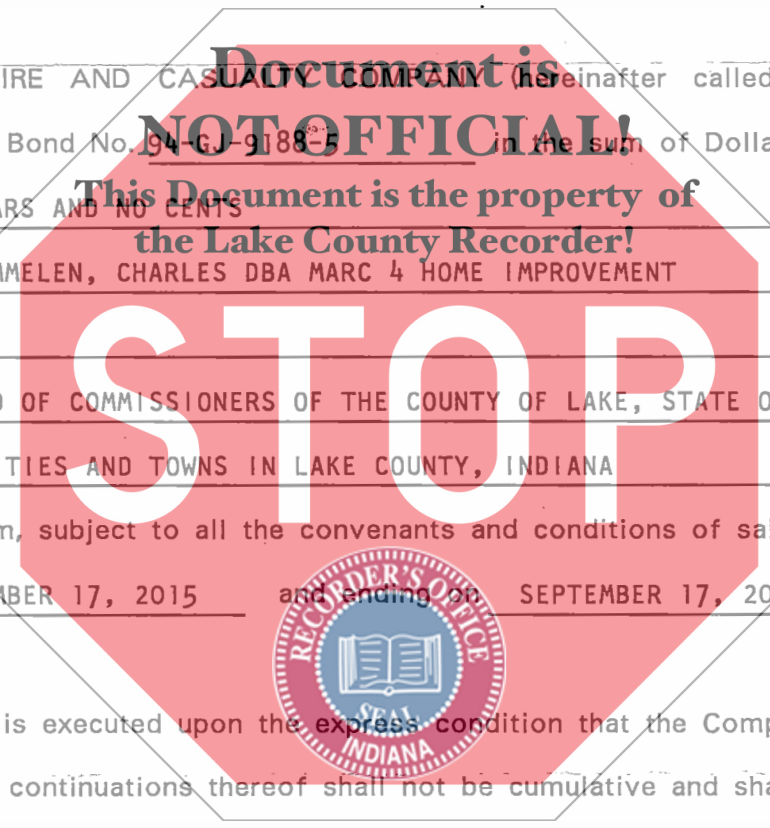 Document is
IRE AND CASUALTY COMPANY (hereinafter called
NOT OFFICIAL!
Bond No. 94-GJ-9188-5 in the sum of Dolla
This Document is the property of
ARS AND NO CENTS
the Lake County Recorder!
MMELEN, CHARLES DBA MARC 4 HOME IMPROVEMENT
STOP
OF COMMISSIONERS OF THE COUNTY OF LAKE, STATE O
TIES AND TOWNS IN LAKE COUNTY, INDIANA
m, subject to all the convenants and conditions of sa
MBER 17, 2015 and ending on SEPTEMBER 17, 20
RECORDER'S OFFICE
SEAL
INDIANA
is executed upon the express condition that the Comp
continuations thereof shall not be cumulative and sha